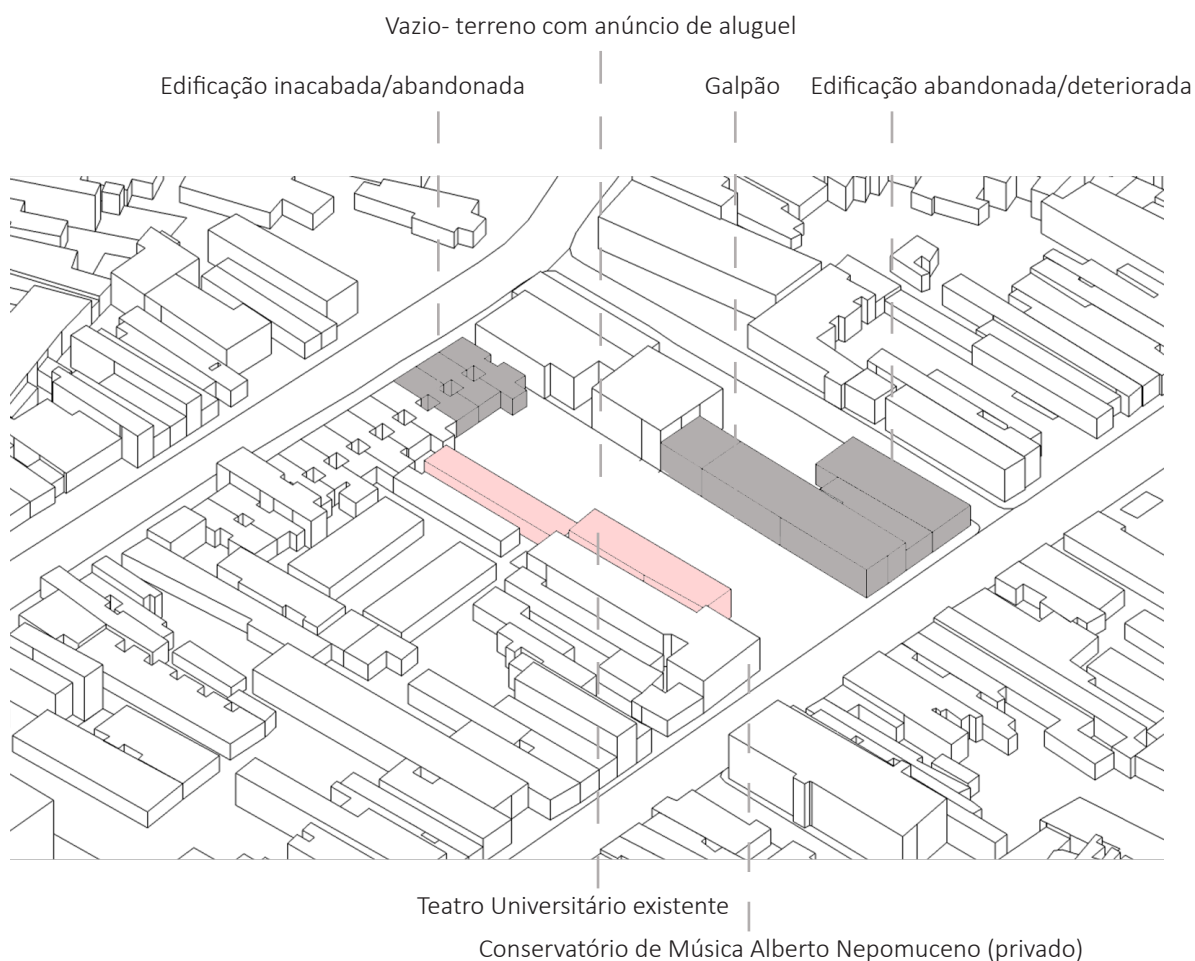 Vazio- terreno com anúncio de aluguel
Edificação inacabada/abandonada
Galpão
Edificação abandonada/deteriorada
Teatro Universitário existente
Conservatório de Música Alberto Nepomuceno (privado)